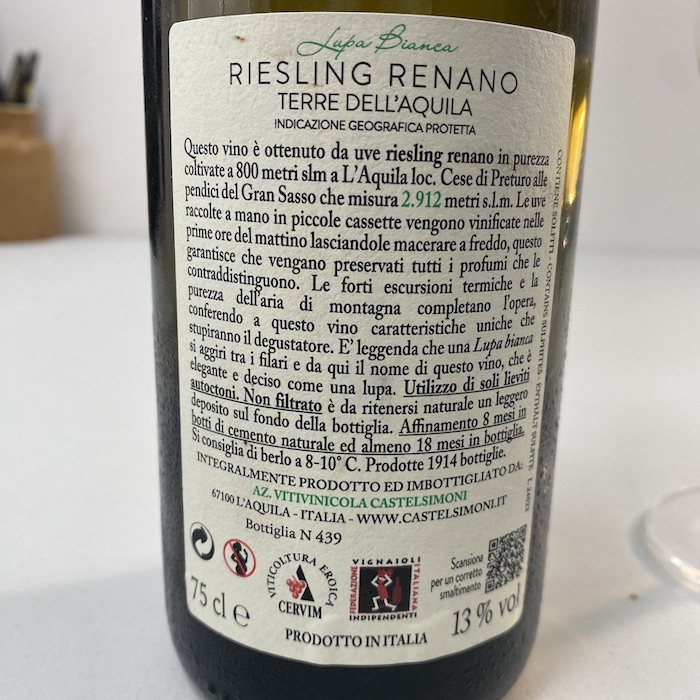 Lupa Bianca
RIESLING RENANO
TERRE DELL'AQUILA
INDICAZIONE GEOGRAFICA PROTETTA
Questo vino è ottenuto da uve riesling renano in purezza
coltivate a 800 metri slm a L'Aquila loc. Cese di Preturo alle
pendici del Gran Sasso che misura 2.912 metri s.l.m. Le uve
raccolte a mano in piccole cassette vengono vinificate nelle
prime ore del mattino lasciandole macerare a freddo, questo
garantisce che vengano preservati tutti i profumi che le
contraddistinguono. Le forti escursioni termiche e la
purezza dell'aria di montagna completano l'opera,
conferendo a questo vino caratteristiche uniche che
stupiranno il degustatore. E' leggenda che una Lupa bianca
si aggiri tra i filari e da qui il nome di questo vino, che è
elegante e deciso come una lupa. Utilizzo di soli lieviti
autoctoni. Non filtrato è da ritenersi naturale un leggero
deposito sul fondo della bottiglia. Affinamento 8 mesi in
botti di cemento naturale ed almeno 18 mesi in bottiglia.
Si consiglia di berlo a 8-10° C. Prodotte 1914 bottiglie.
INTEGRALMENTE PRODOTTO ED IMBOTTIGLIATO DA:
AZ. VITIVINICOLA CASTELSIMONI
67100 L'AQUILA - ITALIA - WWW.CASTELSIMONI.IT
Bottiglia N 439
CONTIENE SOLFITI - CONTAINS SULPHITES - ENTHALT SULFITE
VITICOLTURA EROICA
CERVIM
VIGNAIOLI
ITALIANA
INDIPENDENTI
FEDERAZIONE
Scansiona
per un corretto
smaltimento
75 cl e
13 % vol
PRODOTTO IN ITALIA